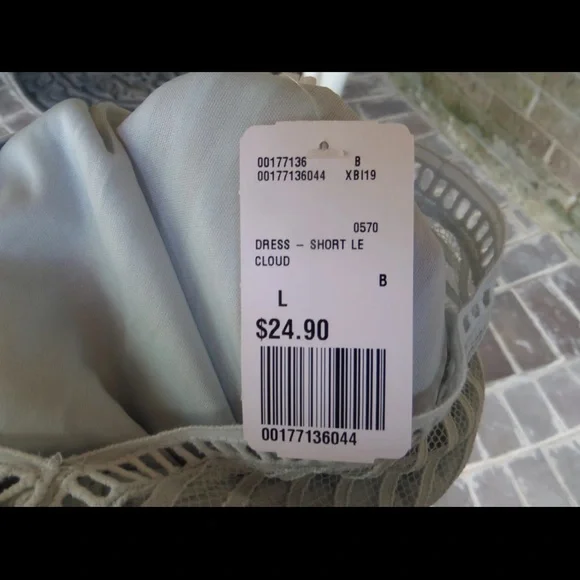 00177136 B
00177136044 XBI19
0570
DRESS - SHORT LE
CLOUD
B
L
$24.90
00177136044